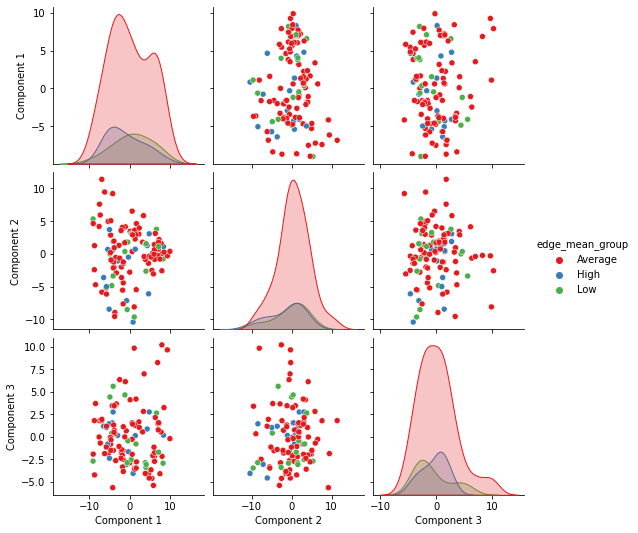 10
5
0
−5
Component 1
10
5
0
−5
−10
Component 2
edge_mean_group
Average
High
Low
10.0
7.5
5.0
2.5
0.0
−2.5
−5.0
Component 3
−10 0 10
Component 1
−10 0 10
Component 2
−10 0 10
Component 3